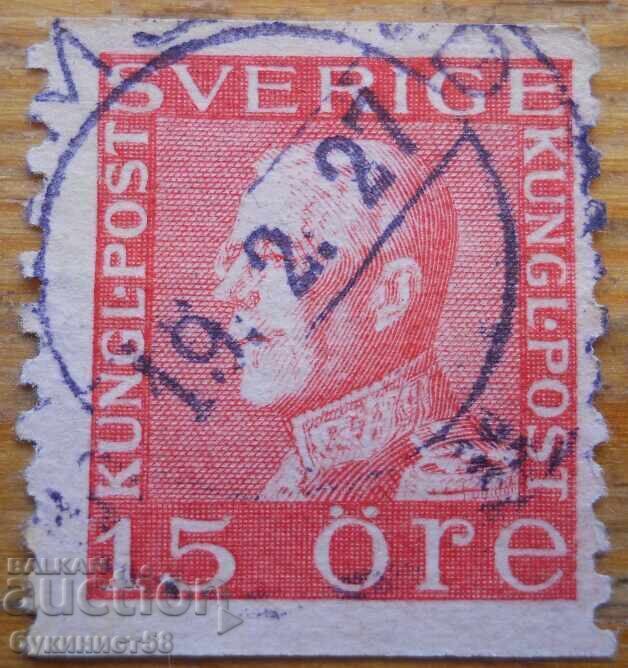 SVERIGE
KUNGL·POST
KUNGL·POST
19. 2. 27
15 öre
BALKAN
auction
букинист58